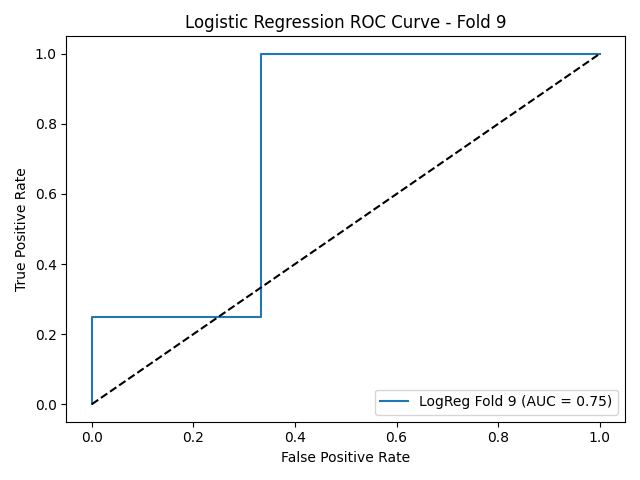 Logistic Regression ROC Curve - Fold 9
1.0
0.8
0.6
0.4
0.2
0.0
True Positive Rate
LogReg Fold 9 (AUC = 0.75)
0.0 0.2 0.4 0.6 0.8 1.0
False Positive Rate